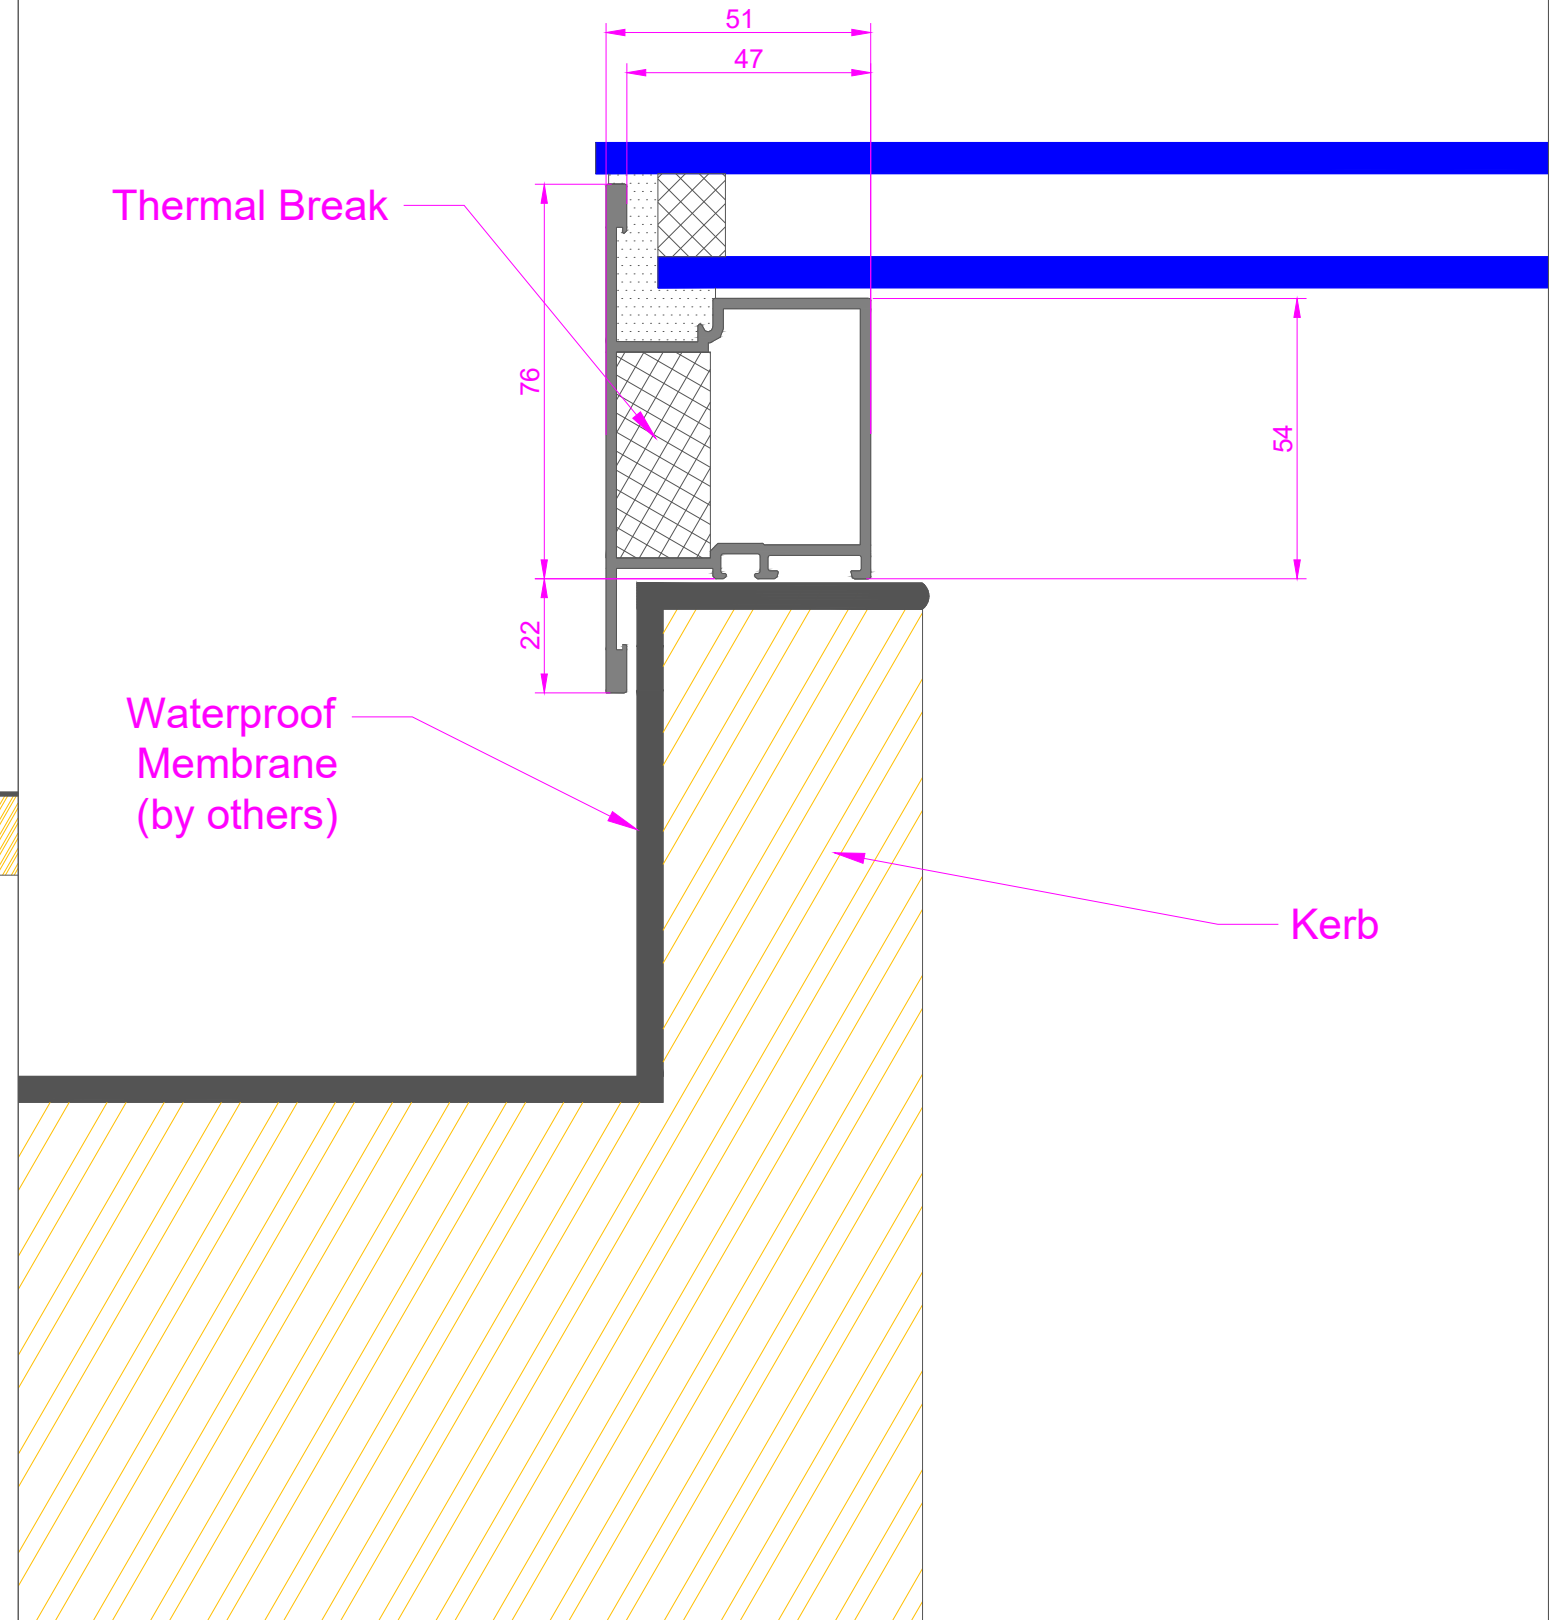 51
47
Thermal Break
76
54
22
Waterproof
Membrane
(by others)
Kerb